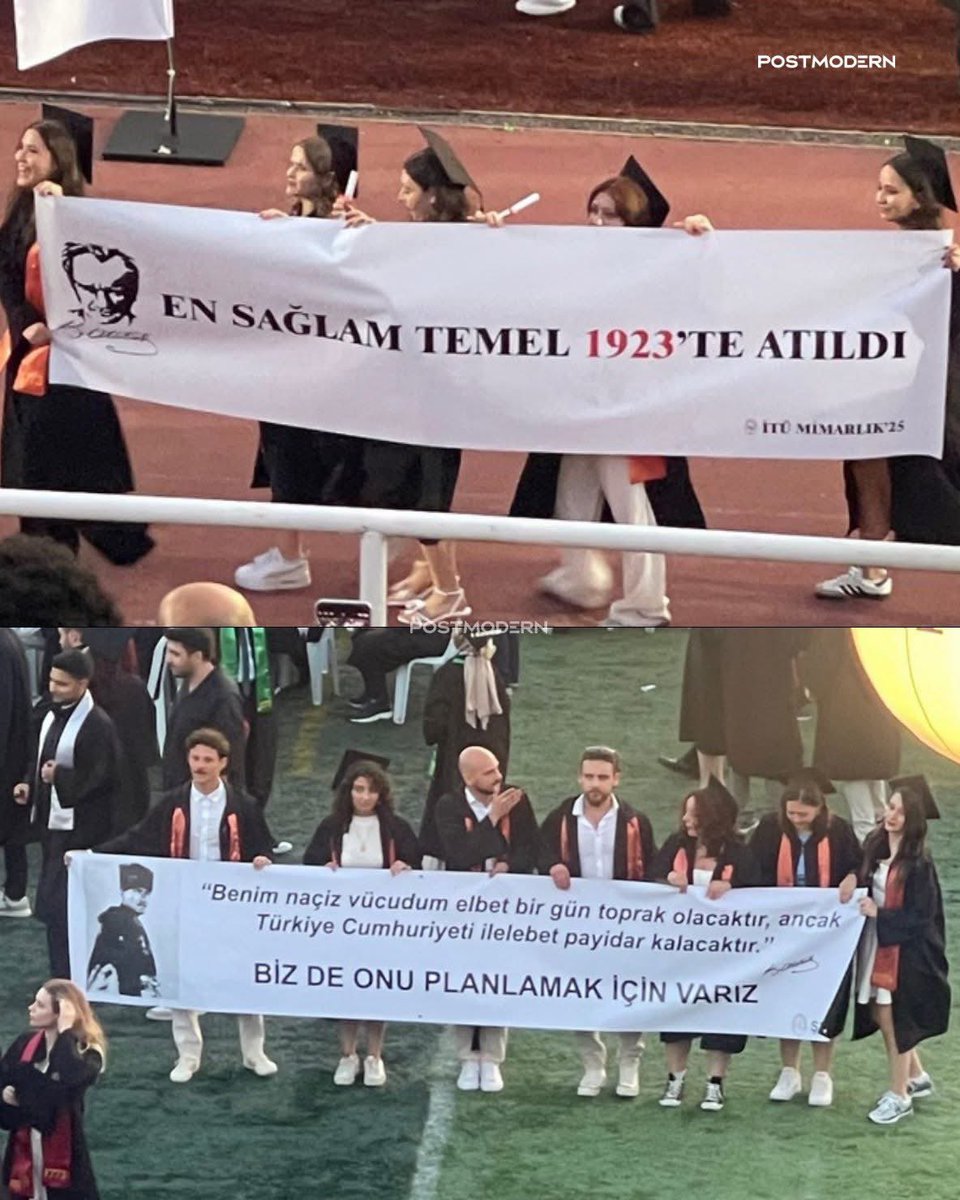 POSTMODERN
EN SAĞLAM TEMEL 1923'TE ATILDI
İTÜ MİMARLIK'25
POSTMODERN
"Benim naçiz vücudum elbet bir gün toprak olacaktır, ancak
Türkiye Cumhuriyeti ilelebet payidar kalacaktır."
BİZ DE ONU PLANLAMAK İÇİN VARIZ